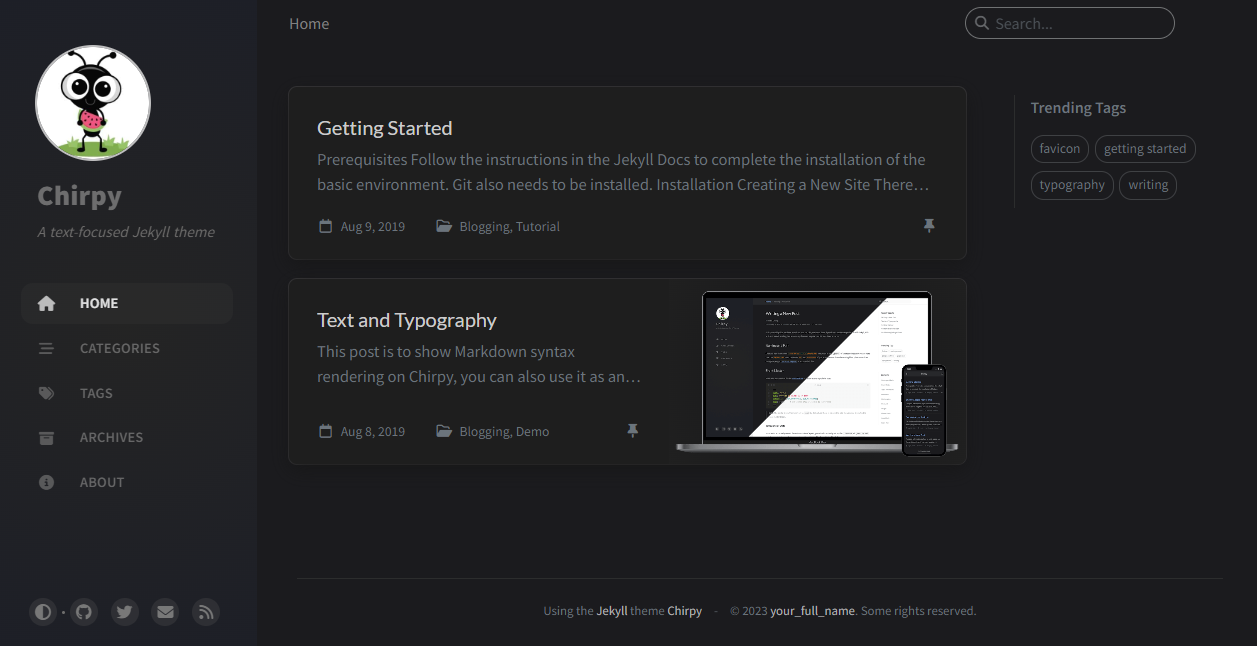 Home
Search...
Chirpy
A text-focused Jekyll theme
HOME
CATEGORIES
TAGS
ARCHIVES
ABOUT
Getting Started
Prerequisites Follow the instructions in the Jekyll Docs to complete the installation of the
basic environment. Git also needs to be installed. Installation Creating a New Site There…
Aug 9, 2019 Blogging, Tutorial
Text and Typography
This post is to show Markdown syntax
rendering on Chirpy, you can also use it as an…
Aug 8, 2019 Blogging, Demo
Writing a New Post
Trending Tags
favicon getting started
typography writing
Using the Jekyll theme Chirpy - © 2023 your_full_name. Some rights reserved.